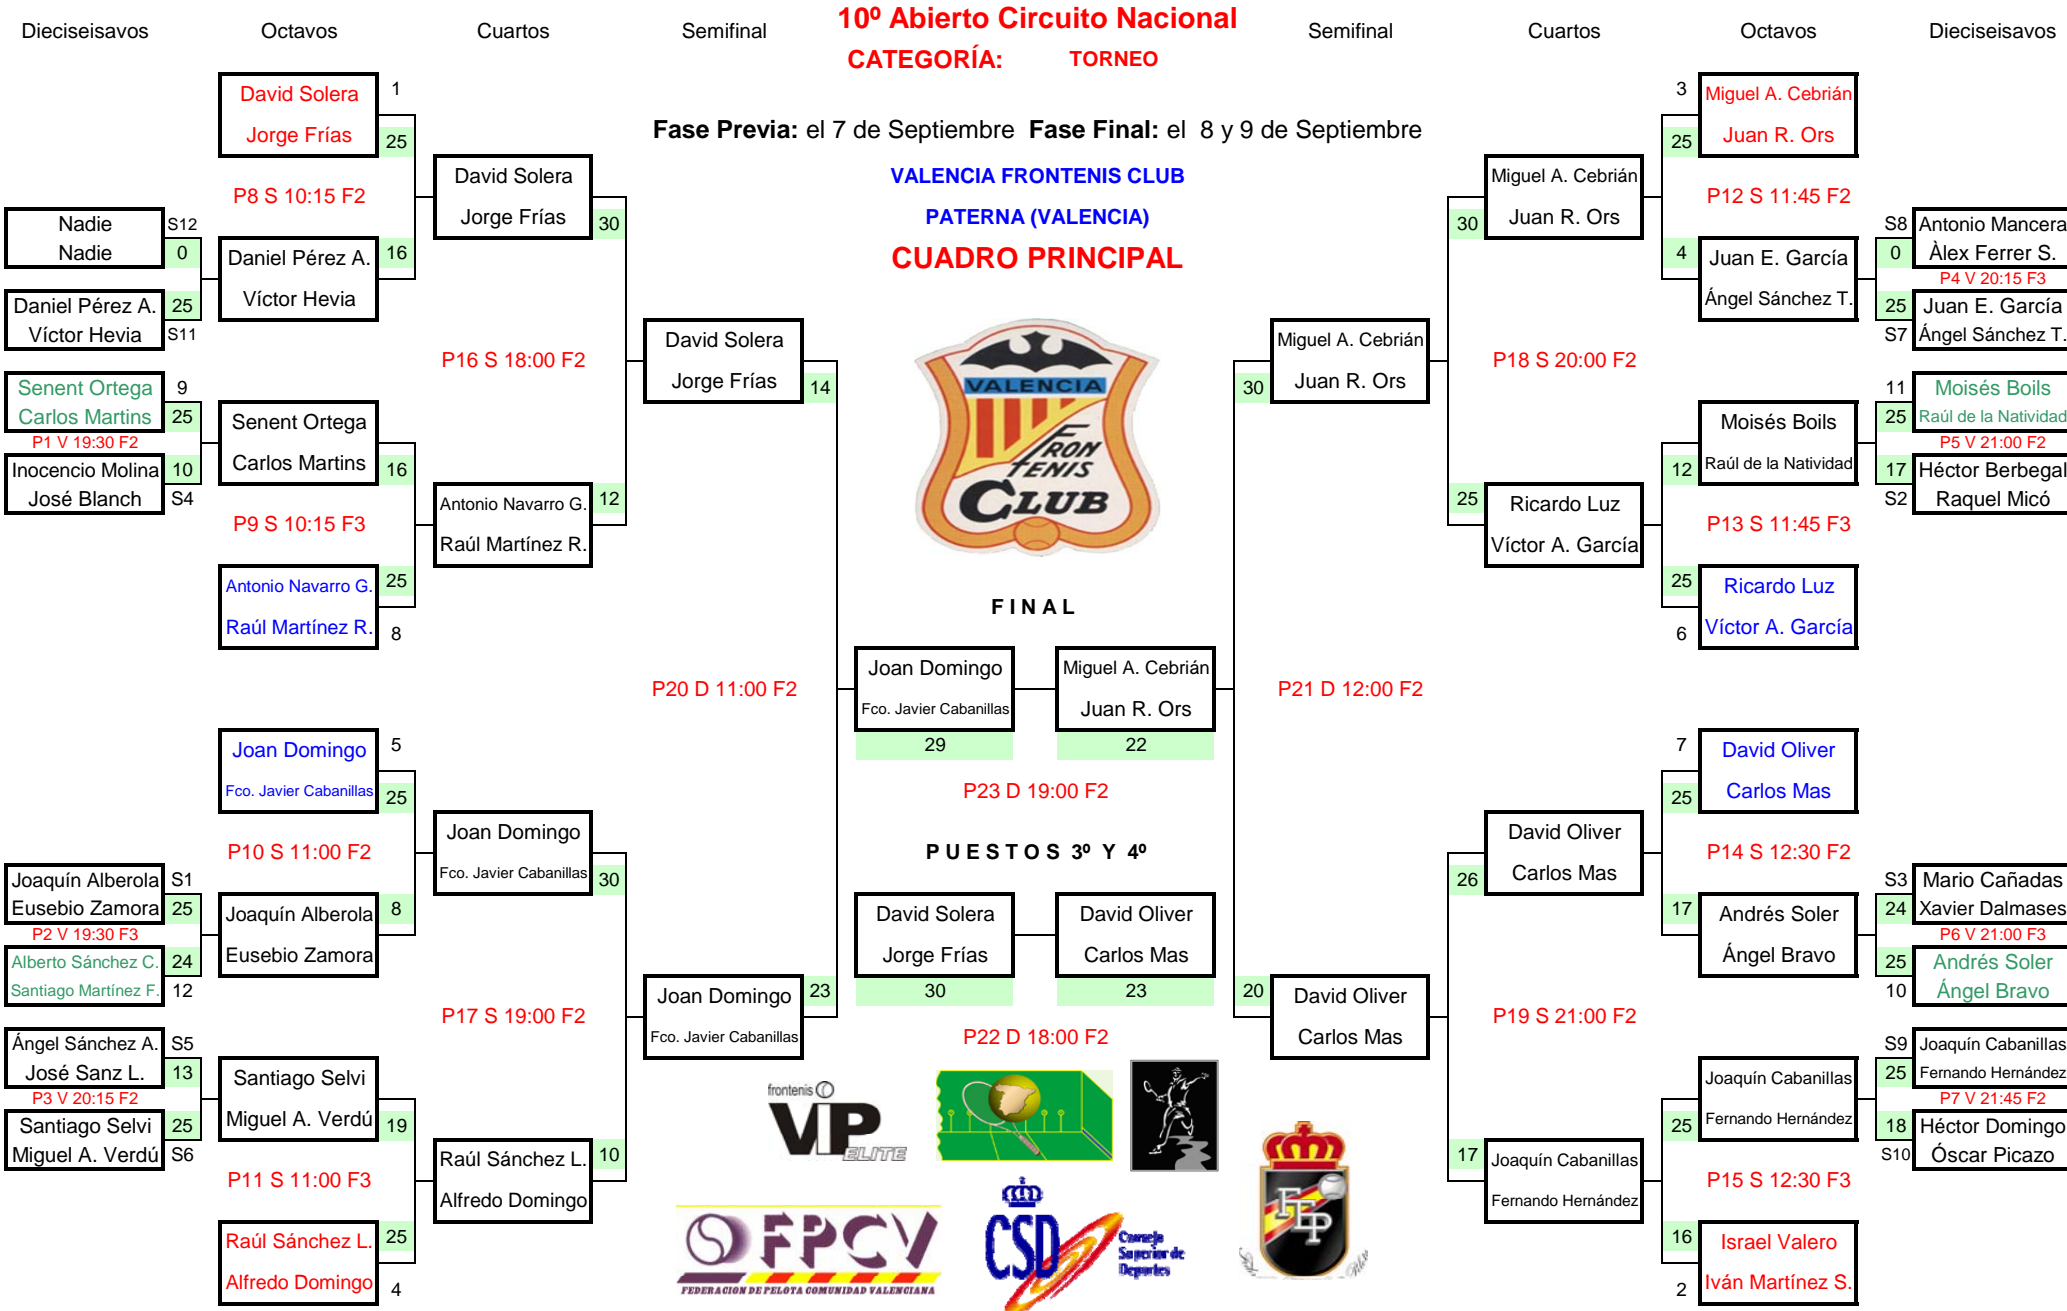 10º Abierto Circuito Nacional
Dieciseisavos Octavos Cuartos Semifinal Semifinal Cuartos Octavos Dieciseisavos
CATEGORÍA: TORNEO
Fase Previa: el 7 de Septiembre Fase Final: el 8 y 9 de Septiembre
VALENCIA FRONTENIS CLUB
PATERNA (VALENCIA)
CUADRO PRINCIPAL
Nadie S12
Nadie 0
Daniel Pérez A. 25
Víctor Hevia S11
Senent Ortega 9
Carlos Martins 25
P1 V 19:30 F2
Inocencio Molina 10
José Blanch S4
Joaquín Alberola S1
Eusebio Zamora 25
P2 V 19:30 F3
Alberto Sánchez C. 24
Santiago Martínez F. 12
Ángel Sánchez A. S5
José Sanz L. 13
P3 V 20:15 F2
Santiago Selvi 25
Miguel A. Verdú S6
David Solera 1
Jorge Frías 25
P8 S 10:15 F2
Daniel Pérez A. 16
Víctor Hevia
Senent Ortega
Carlos Martins 16
P9 S 10:15 F3
Antonio Navarro G. 25
Raúl Martínez R. 8
Joan Domingo 5
Fco. Javier Cabanillas 25
P10 S 11:00 F2
Joaquín Alberola 8
Eusebio Zamora
Santiago Selvi
Miguel A. Verdú 19
P11 S 11:00 F3
Raúl Sánchez L. 25
Alfredo Domingo 4
David Solera
Jorge Frías 30
P16 S 18:00 F2
Antonio Navarro G. 12
Raúl Martínez R.
Joan Domingo
Fco. Javier Cabanillas 30
P17 S 19:00 F2
Raúl Sánchez L. 10
Alfredo Domingo
David Solera
Jorge Frías 14
P20 D 11:00 F2
Joan Domingo 23
Fco. Javier Cabanillas
VALENCIA
FRON
TENIS
CLUB
FINAL
Joan Domingo Miguel A. Cebrián
Fco. Javier Cabanillas Juan R. Ors
29 22
P23 D 19:00 F2
PUESTOS 3º Y 4º
David Solera David Oliver
Jorge Frías Carlos Mas
30 23
P22 D 18:00 F2
Miguel A. Cebrián
30 Juan R. Ors
P21 D 12:00 F2
20 David Oliver
Carlos Mas
Miguel A. Cebrián
30 Juan R. Ors
P18 S 20:00 F2
25 Ricardo Luz
Víctor A. García
David Oliver
26 Carlos Mas
P19 S 21:00 F2
17 Joaquín Cabanillas
Fernando Hernández
3 Miguel A. Cebrián
25 Juan R. Ors
P12 S 11:45 F2
4 Juan E. García
Ángel Sánchez T.
Moisés Boils
12 Raúl de la Natividad
P13 S 11:45 F3
25 Ricardo Luz
6 Víctor A. García
7 David Oliver
25 Carlos Mas
P14 S 12:30 F2
17 Andrés Soler
Ángel Bravo
Joaquín Cabanillas
25 Fernando Hernández
P15 S 12:30 F3
16 Israel Valero
2 Iván Martínez S.
S8 Antonio Mancera
0 Àlex Ferrer S.
P4 V 20:15 F3
25 Juan E. García
S7 Ángel Sánchez T.
11 Moisés Boils
25 Raúl de la Natividad
P5 V 21:00 F2
17 Héctor Berbegal
S2 Raquel Micó
S3 Mario Cañadas
24 Xavier Dalmases
P6 V 21:00 F3
25 Andrés Soler
10 Ángel Bravo
S9 Joaquín Cabanillas
25 Fernando Hernández
P7 V 21:45 F2
18 Héctor Domingo
S10 Óscar Picazo
frontenis
VIP
ELITE
FPCV
FEDERACION DE PELOTA COMUNIDAD VALENCIANA
CSD
Consejo
Superior de
Deportes
FEP